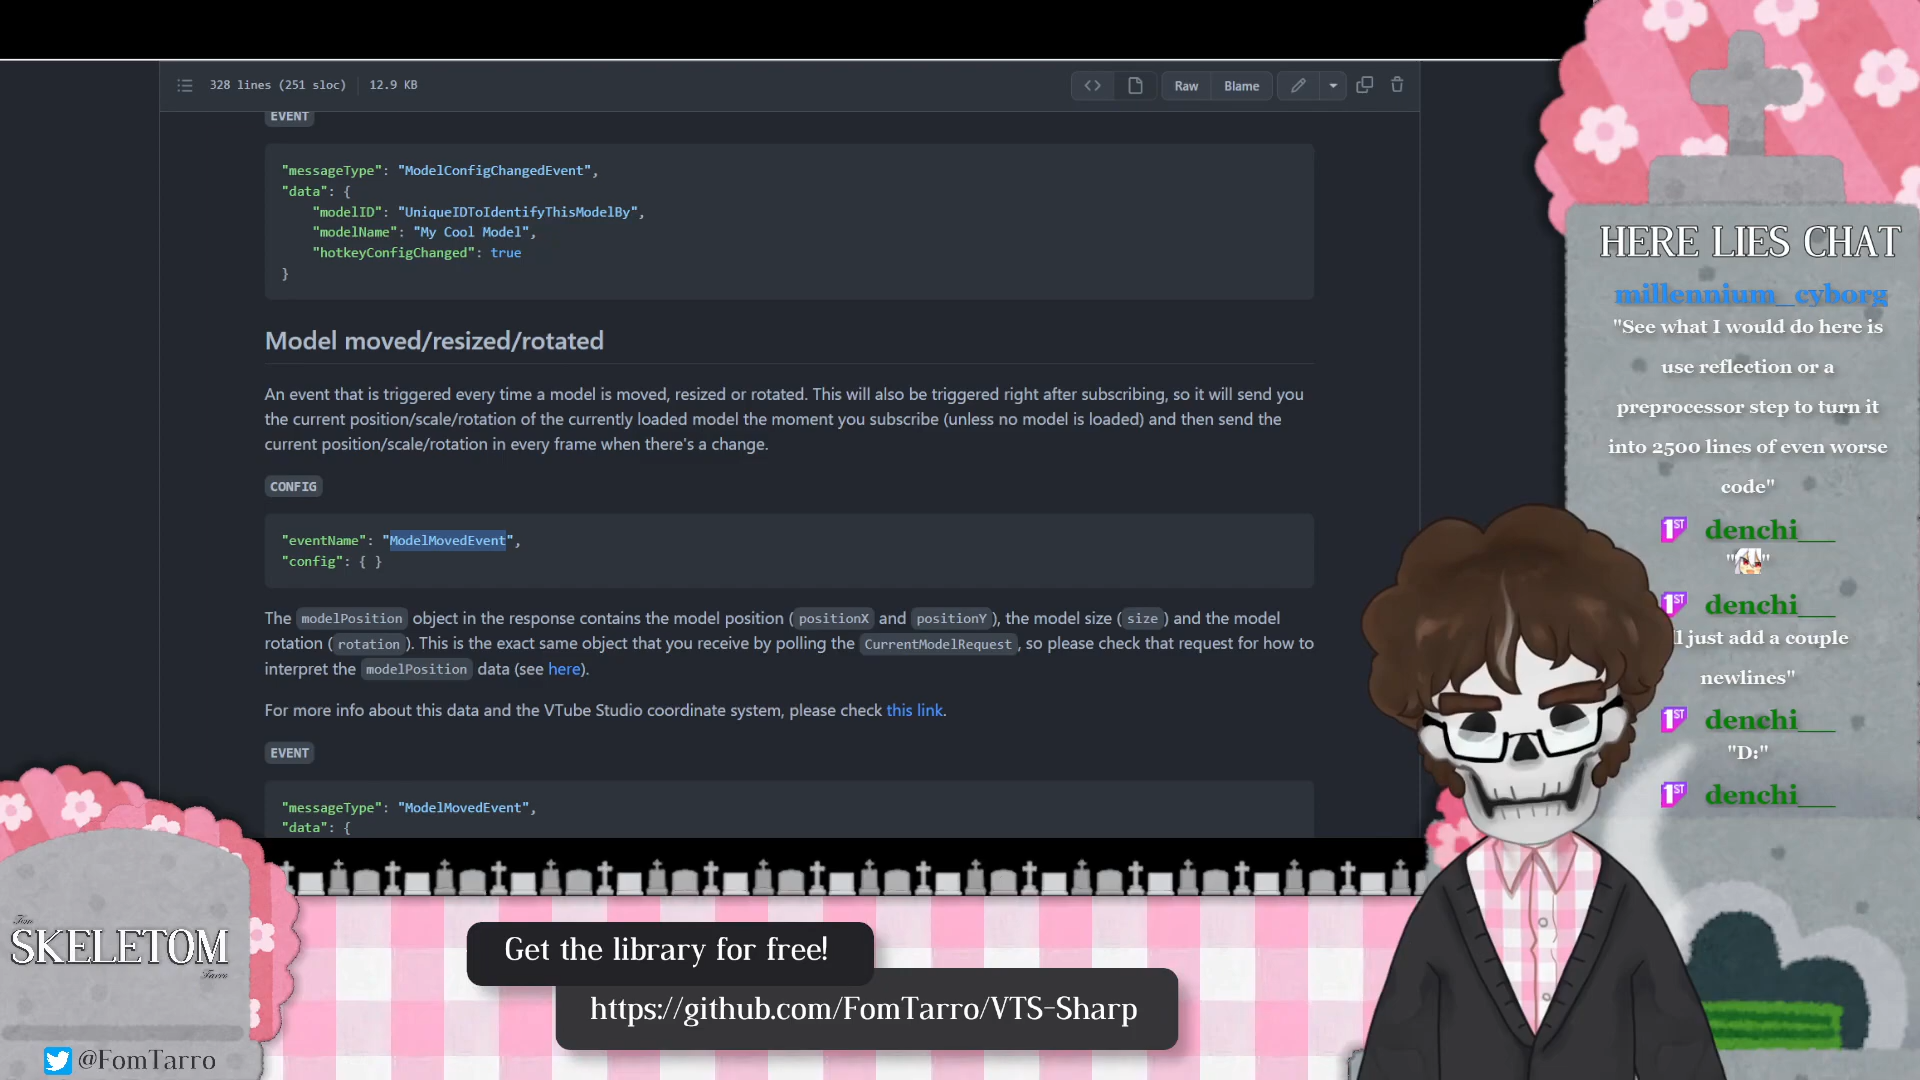 328 lines (251 sloc) 12.9 KB
Raw Blame
EVENT
"messageType": "ModelConfigChangedEvent",
"data": {
"modelID": "UniqueIDToIdentifyThisModelBy",
"modelName": "My Cool Model",
"hotkeyConfigChanged": true
}
Model moved/resized/rotated
An event that is triggered every time a model is moved, resized or rotated. This will also be triggered right after subscribing, so it will send you
the current position/scale/rotation of the currently loaded model the moment you subscribe (unless no model is loaded) and then send the
current position/scale/rotation in every frame when there's a change.
CONFIG
"eventName": "ModelMovedEvent",
"config": { }
The modelPosition object in the response contains the model position (positionX and positionY), the model size (size) and the model
rotation (rotation). This is the exact same object that you receive by polling the CurrentModelRequest, so please check that request for how to
interpret the modelPosition data (see here).
For more info about this data and the VTube Studio coordinate system, please check this link.
EVENT
"messageType": "ModelMovedEvent",
"data": {
HERE LIES CHAT
millennium_cyborg
"See what I would do here is
use reflection or a
preprocessor step to turn it
into 2500 lines of even worse
code"
1ST denchi___
" "
1ST denchi___
l just add a couple
newlines"
1ST denchi___
"D:"
1ST denchi___
Fom
SKELETOM
Tarro
@FomTarro
Get the library for free!
https://github.com/FomTarro/VTS-Sharp